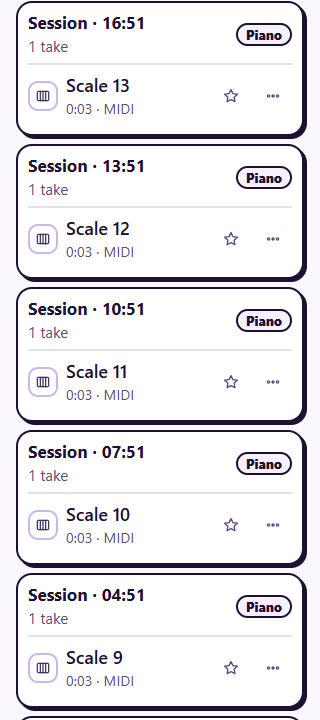 Session · 16:51
Piano
1 take
Scale 13
0:03 · MIDI
Session · 13:51
Piano
1 take
Scale 12
0:03 · MIDI
Session · 10:51
Piano
1 take
Scale 11
0:03 · MIDI
Session · 07:51
Piano
1 take
Scale 10
0:03 · MIDI
Session · 04:51
Piano
1 take
Scale 9
0:03 · MIDI